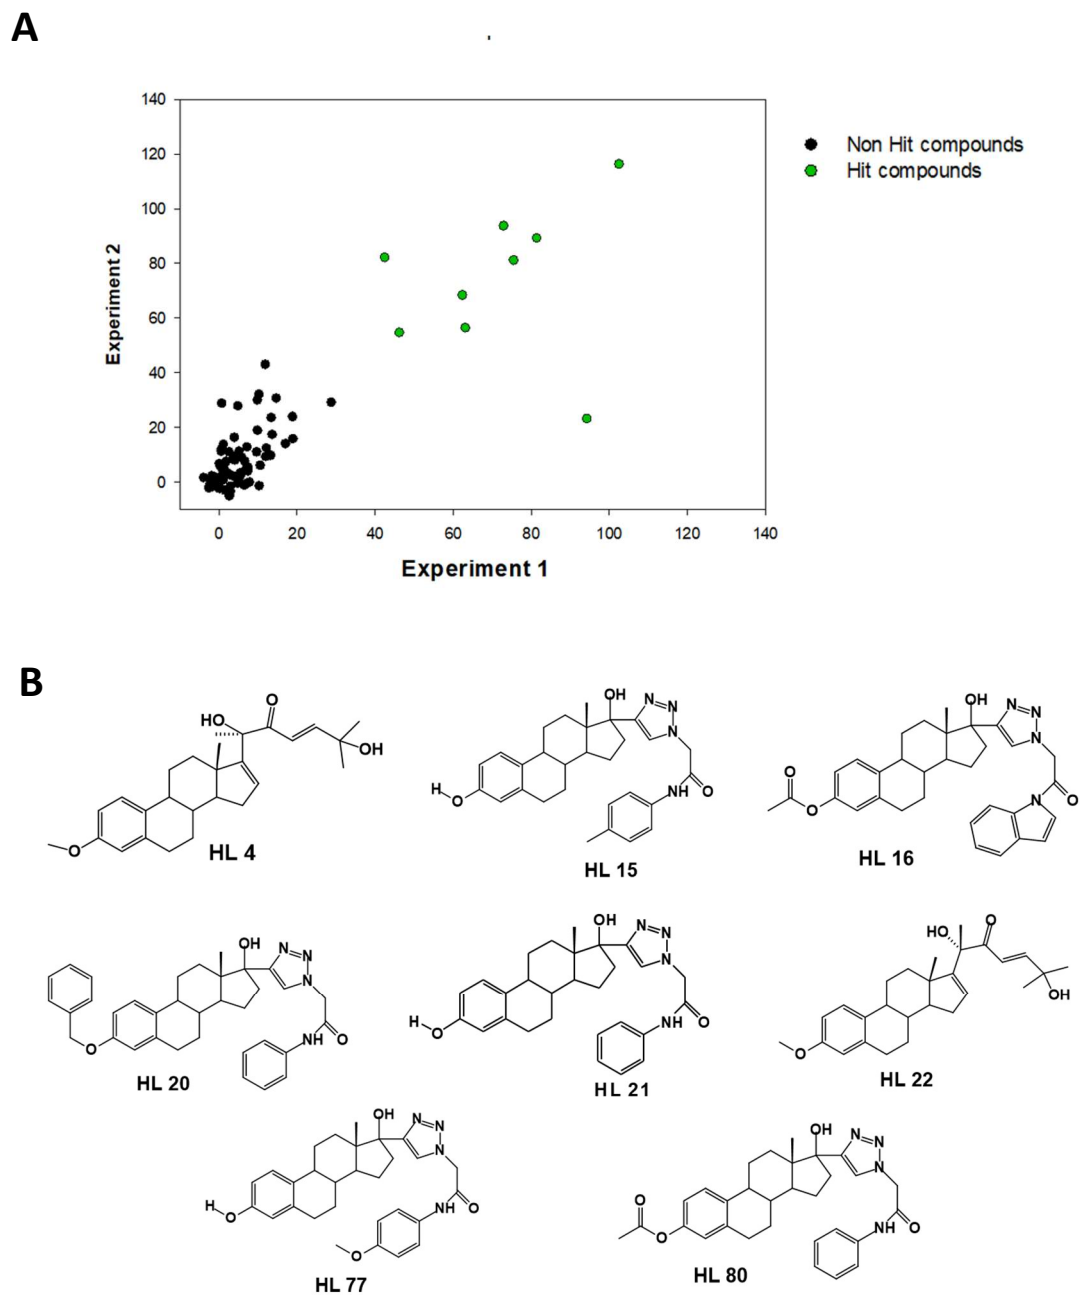 A
140
120
100
80
60
40
20
0
Experiment 2
0 20 40 60 80 100 120 140
Experiment 1
Non Hit compounds
Hit compounds
B
HO
O
OH
O
HL 4
OH
N N
N
O
NH
H
O
HL 15
OH
N N
N
O
N
O
O
HL 16
OH
N N
N
O
NH
O
HL 20
OH
N N
N
O
NH
H
O
HL 21
HO
O
OH
O
HL 22
OH
N N
N
O
NH
H
O
O
HL 77
OH
N N
N
O
NH
O
O
HL 80